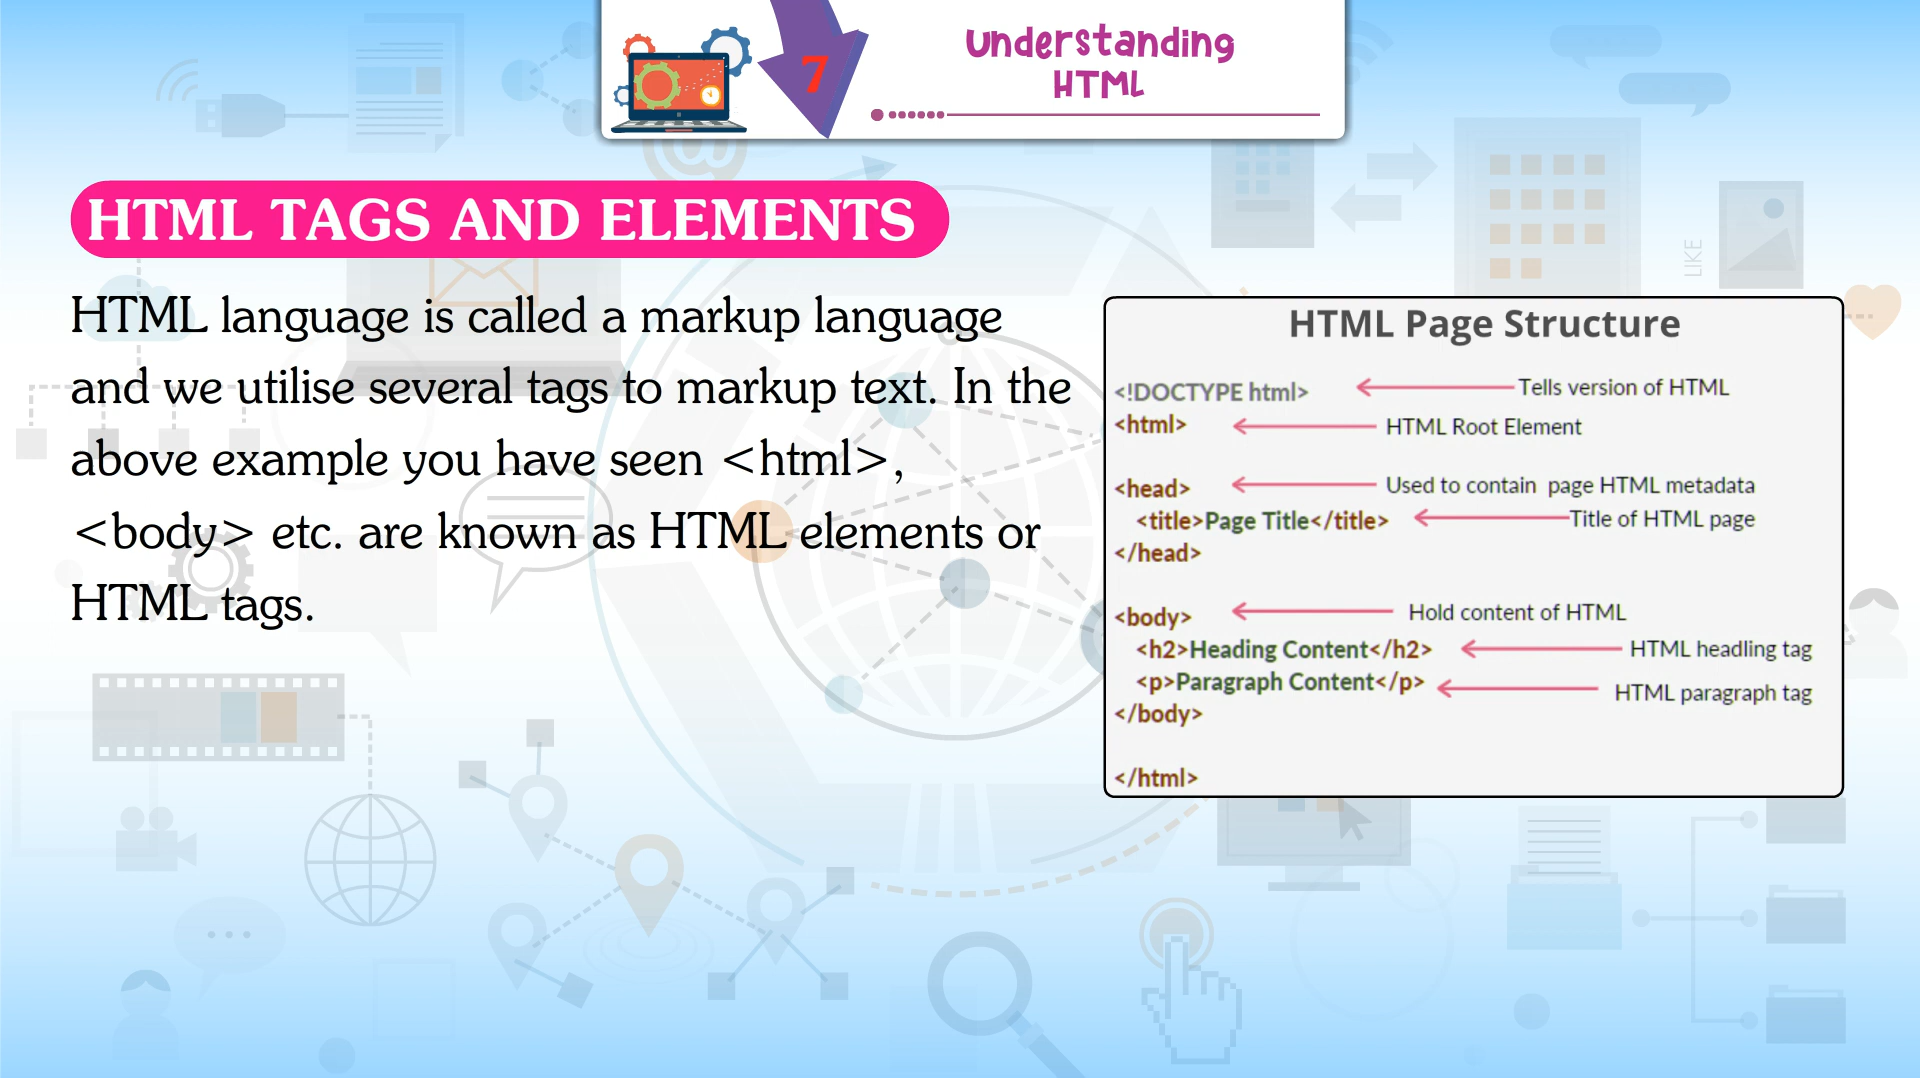 7
Understanding
HTML
HTML TAGS AND ELEMENTS
HTML language is called a markup language
and we utilise several tags to markup text. In the
above example you have seen <html>,
<body> etc. are known as HTML elements or
HTML tags.
HTML Page Structure
<!DOCTYPE html> Tells version of HTML
<html> HTML Root Element
<head> Used to contain page HTML metadata
<title>Page Title</title> Title of HTML page
</head>
<body> Hold content of HTML
<h2>Heading Content</h2> HTML headling tag
<p>Paragraph Content</p> HTML paragraph tag
</body>
</html>
LIKE